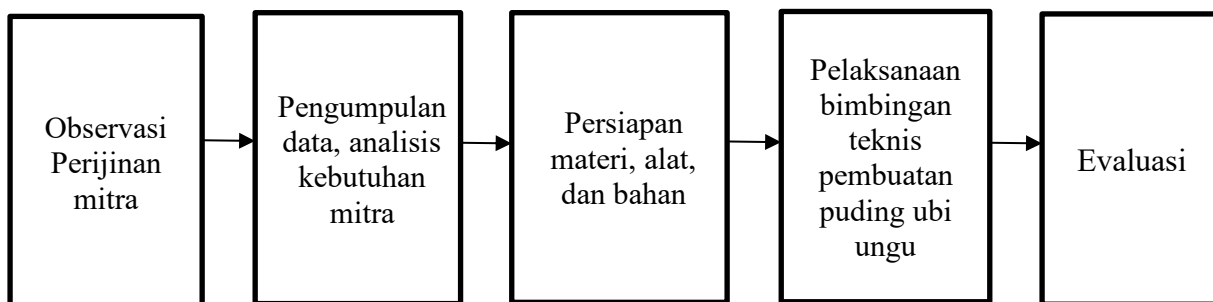 Observasi
Perijinan
mitra
Pengumpulan
data, analisis
kebutuhan
mitra
Persiapan
materi, alat,
dan bahan
Pelaksanaan
bimbingan
teknis
pembuatan
puding ubi
ungu
Evaluasi